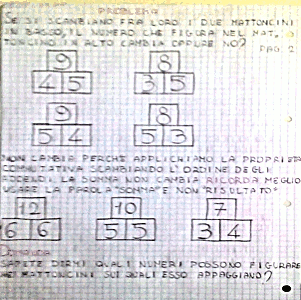 PROBLEMA
SE SI SCAMBIANO FRA LORO I DUE MATTONCINI
IN BASSO, IL NUMERO CHE FIGURA NEL MAT-
TONCINO IN ALTO CAMBIA OPPURE NO? PAG. 2
9 8
4 5 3 5
9 8
5 4 5 3
NON CAMBIA PERCHÈ APPLICHIAMO LA PROPRIETÀ
COMMUTATIVA SCAMBIANDO L'ORDINE DEGLI
ADDENDI LA SOMMA NON CAMBIA RICORDA MEGLIO
USARE LA PAROLA "SOMMA" E NON "RISULTATO"
12 10 7
6 6 5 5 3 4
DOMANDA
SAPETE DIRMI QUALI NUMERI POSSONO FIGURARE
NEI MATTONCINI SUI QUALI ESSO APPOGGIANO?